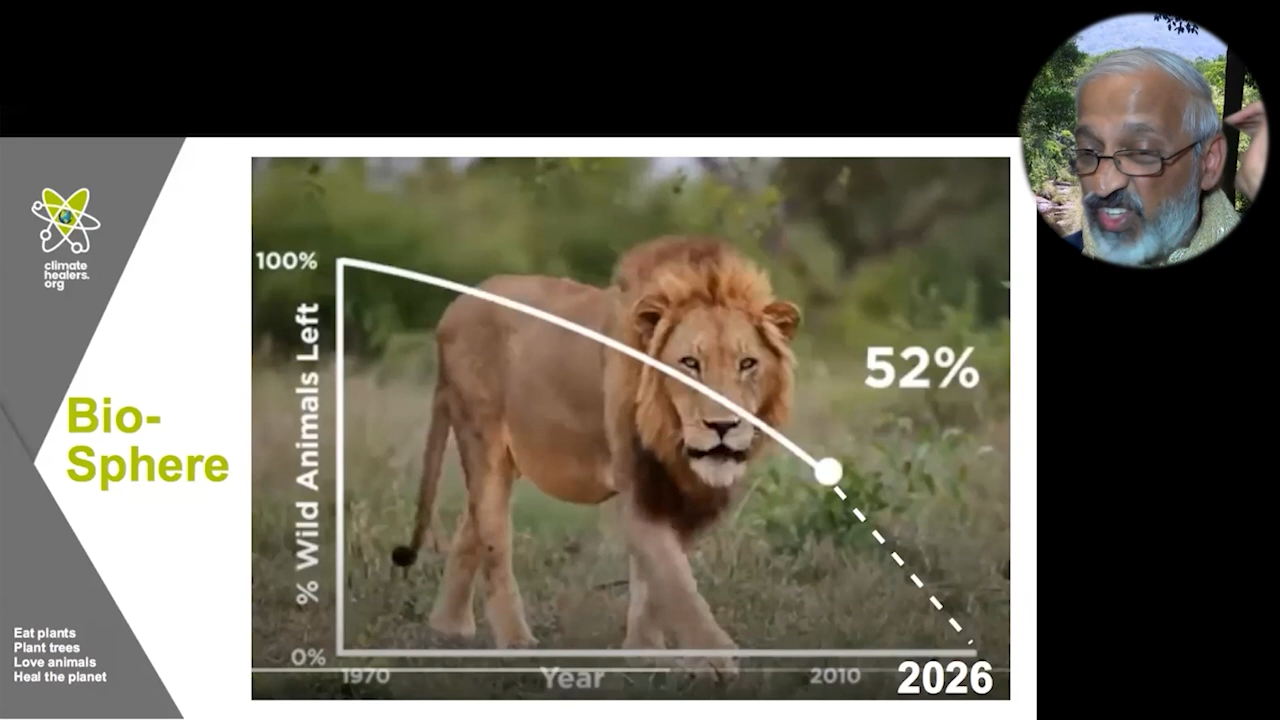 climate
healers.
org
Bio-
Sphere
Eat plants
Plant trees
Love animals
Heal the planet
100%
% Wild Animals Left
52%
0%
1970
Year
2010
2026